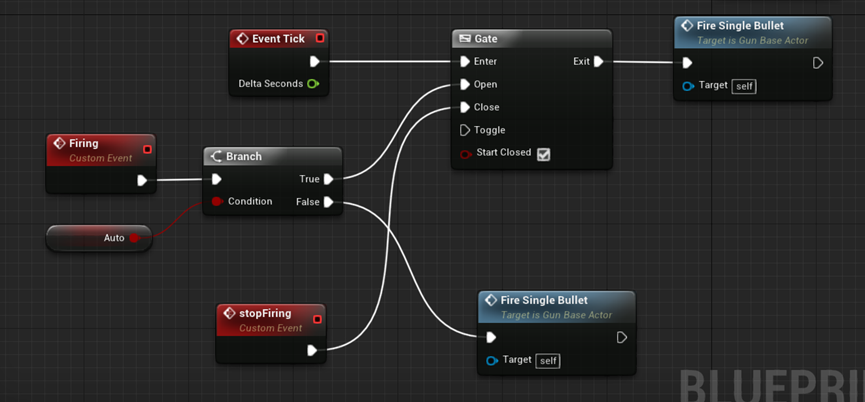 Event Tick
Delta Seconds
Gate
Enter
Exit
Open
Close
Toggle
Start Closed
Fire Single Bullet
Target is Gun Base Actor
Target self
Firing
Custom Event
Branch
True
Condition
False
Auto
stopFiring
Custom Event
Fire Single Bullet
Target is Gun Base Actor
Target self